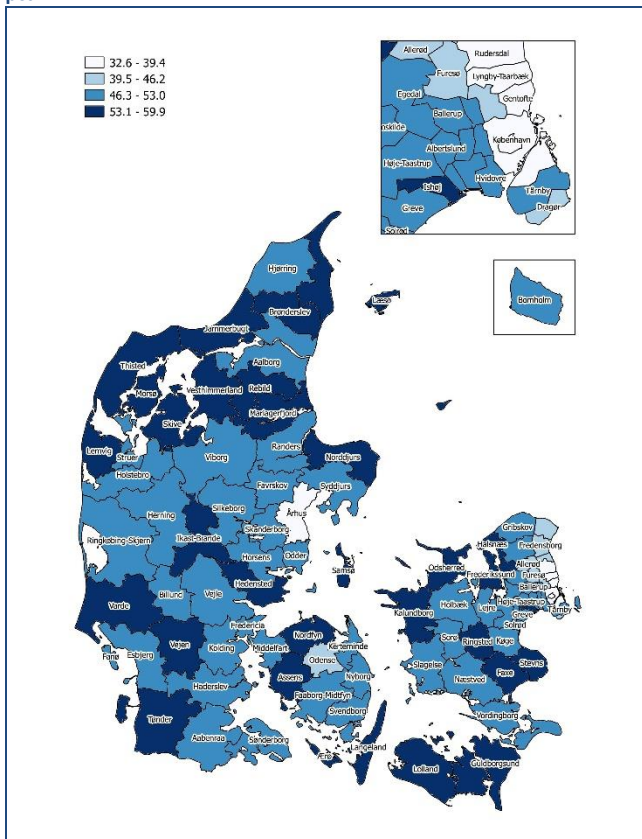 32.6 - 39.4
39.5 - 46.2
46.3 - 53.0
53.1 - 59.9
Allerød
Rudersdal
Furesø
Lyngby-Taarbæk
Egedal
Gentofte
Ballerup
nskilde
København
Albertslund
Høje-Taastrup
Hvidovre
Ishøj
Tårnby
Greve
Dragør
Solrød
Hjørring
Læsø
Bornholm
Brønderslev
Jammerbugt
Aalborg
Thisted
Morsø
Vesthimmerland
Rebild
Mariagerfjord
Skive
Lemvig
Struer
Viborg
Randers
Norddjurs
Holstebro
Favrskov
Syddjurs
Silkeborg
Herning
Århus
Gribskov
Skanderborg
Ringkøbing-Skjern
Ikast-Brande
Halsnæs
Fredensborg
Horsens
Odder
Odsherred
Allerød
Frederikssund
Furesø
Samsø
Ballerup
Hedensted
Høje-Taastrup
Varde
Billund
Vejle
Kalundborg
Holbæk
Lejre
Tårnby
Greve
Solrød
Fredericia
Nordfyn
Vejen
Kolding
Middelfart
Kerteminde
Sorø
Ringsted
Køge
Fanø
Esbjerg
Odense
Stevns
Assens
Nyborg
Slagelse
Faxe
Næstved
Haderslev
Faaborg-Midtfyn
Svendborg
Vordingborg
Tønder
Aabenraa
Sønderborg
Langeland
Ærø
Guldborgsund
Lolland